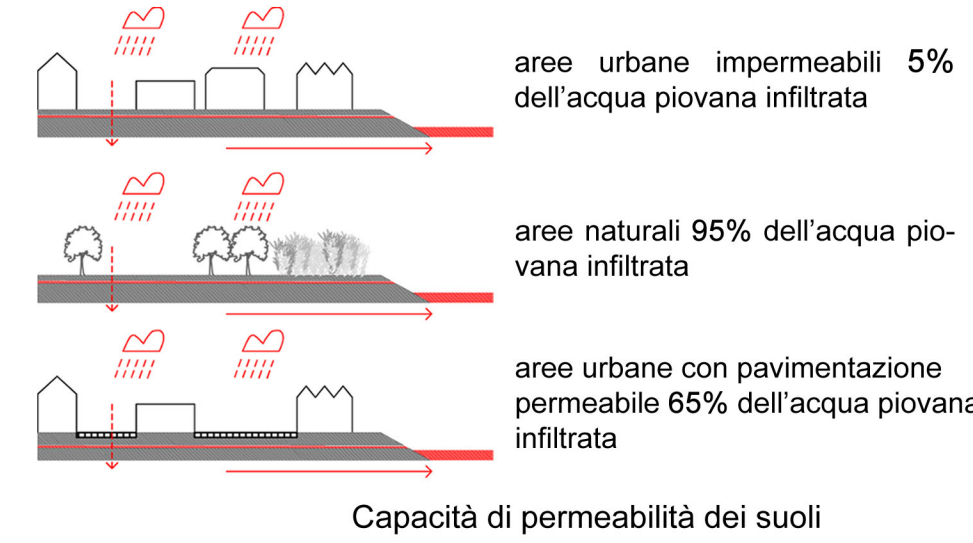 aree urbane impermeabili 5%
dell’acqua piovana infiltrata
aree naturali 95% dell’acqua pio-
vana infiltrata
aree urbane con pavimentazione
permeabile 65% dell’acqua piovana
infiltrata
Capacità di permeabilità dei suoli